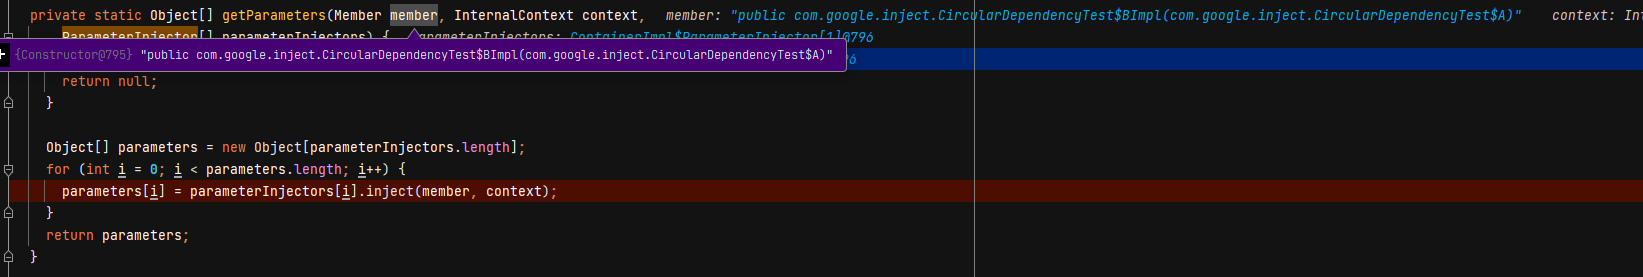 private static Object[] getParameters(Member member, InternalContext context,   member: "public com.google.inject.CircularDependencyTest$BImpl(com.google.inject.CircularDependencyTest$A)"   context: Int
ParameterInjector[] parameterInjectors) {   parameterInjectors: ContainerImpl$ParameterInjector[1]@796
+ {Constructor@795} "public com.google.inject.CircularDependencyTest$BImpl(com.google.inject.CircularDependencyTest$A)"
return null;
}
Object[] parameters = new Object[parameterInjectors.length];
for (int i = 0; i < parameters.length; i++) {
parameters[i] = parameterInjectors[i].inject(member, context);
}
return parameters;
}